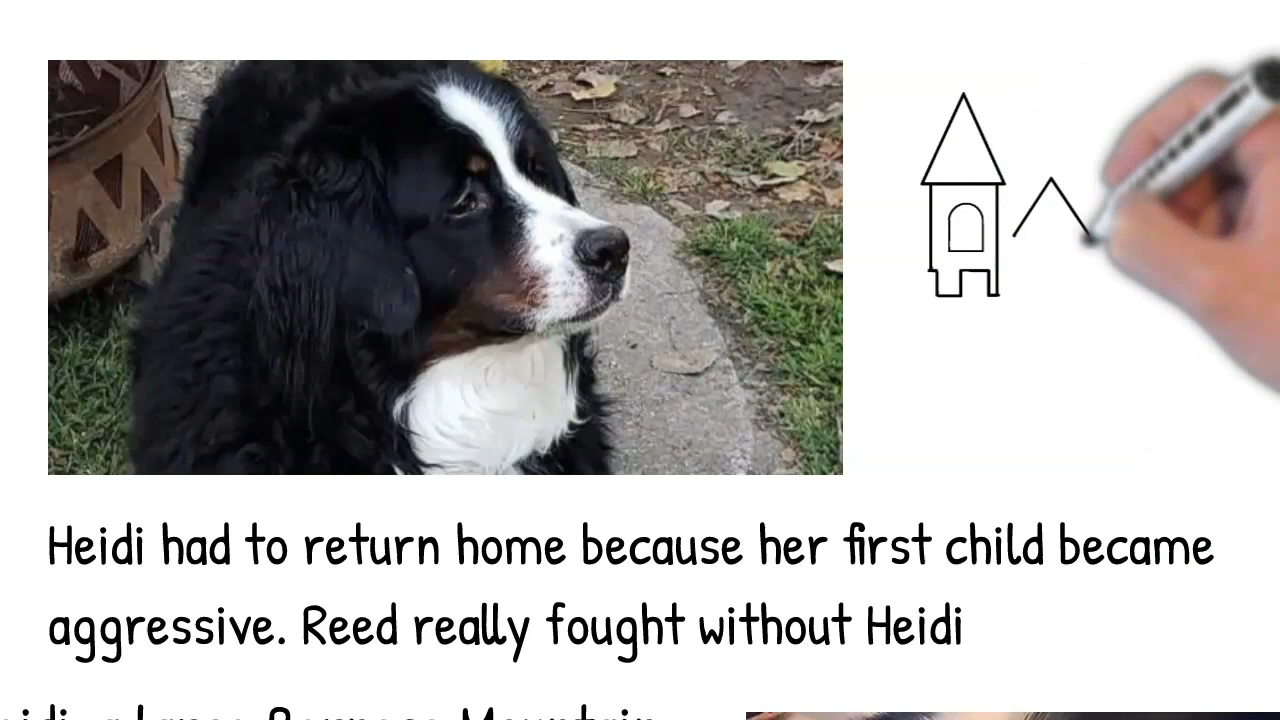 Heidi had to return home because her first child became
aggressive. Reed really fought without Heidi